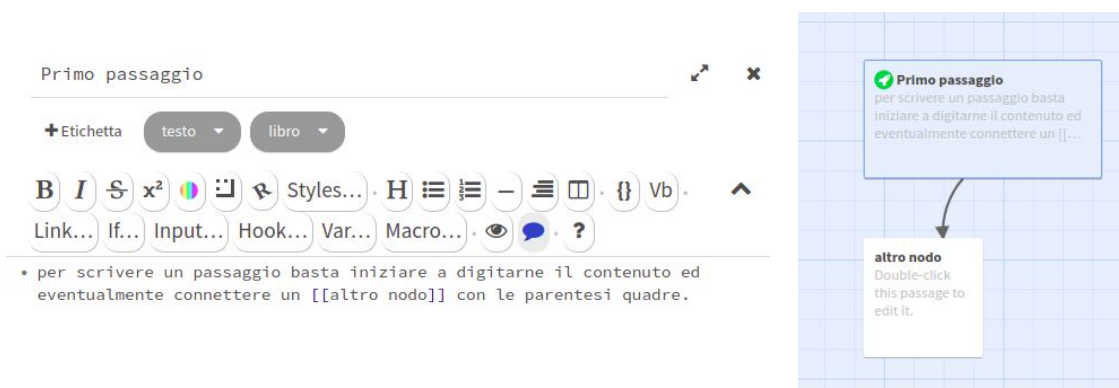 Primo passaggio
+Etichetta testo libro
B I S x² Styles... H {} Vb
Link... If... Input... Hook... Var... Macro... ?
• per scrivere un passaggio basta iniziare a digitarne il contenuto ed
eventualmente connettere un [[altro nodo]] con le parentesi quadre.
Primo passaggio
per scrivere un passaggio basta
iniziare a digitarne il contenuto ed
eventualmente connettere un [[...
altro nodo
Double-click
this passage to
edit it.